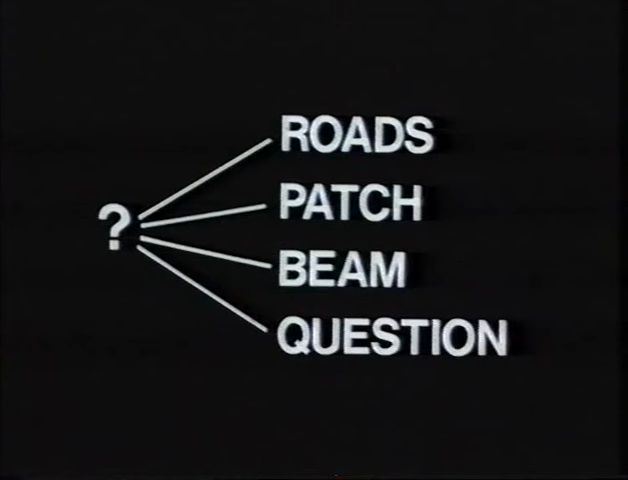 ROADS
PATCH
?
BEAM
QUESTION